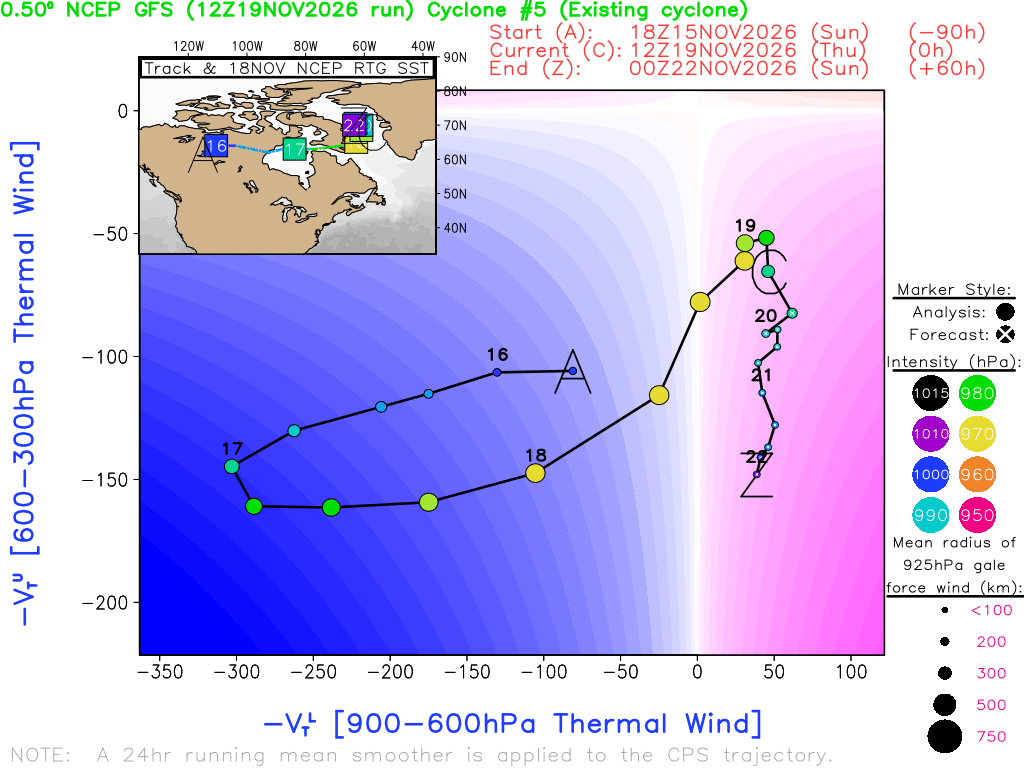 0.50° NCEP GFS (12Z19NOV2026 run) Cyclone #5 (Existing cyclone)
Start (A): 18Z15NOV2026 (Sun) (−90h)
Current (C): 12Z19NOV2026 (Thu) (0h)
End (Z): 00Z22NOV2026 (Sun) (+60h)
120W 100W 80W 60W 40W
Track & 18NOV NCEP RTG SST
90N
80N
70N
60N
50N
40N
A 16 17 22
0
−50
−100
−150
−200
−350 −300 −250 −200 −150 −100 −50 0 50 100
−V_T^U [600−300hPa Thermal Wind]
19
C
20
16
A
21
17
18
22
Z
Marker Style:
Analysis:
Forecast:
Intensity (hPa):
1015 980
1010 970
1000 960
990 950
Mean radius of
925hPa gale
force wind (km):
<100
200
300
500
750
−V_T^L [900−600hPa Thermal Wind]
NOTE: A 24hr running mean smoother is applied to the CPS trajectory.